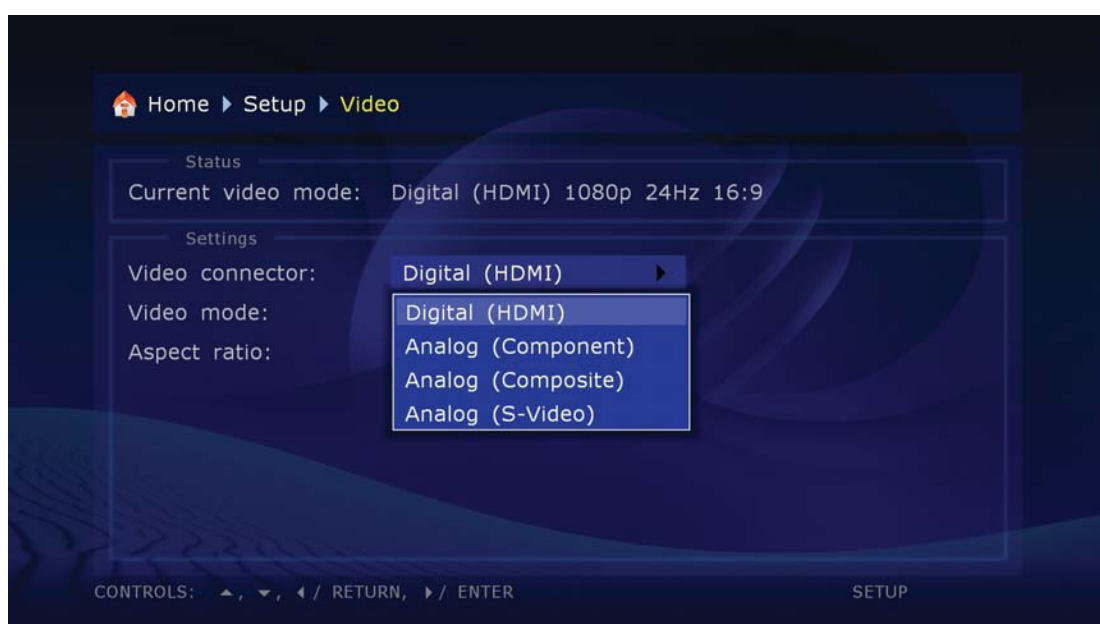 Home ▶ Setup ▶ Video
Status
Current video mode: Digital (HDMI) 1080p 24Hz 16:9
Settings
Video connector: Digital (HDMI) ▶
Video mode: Digital (HDMI)
Aspect ratio: Analog (Component)
Analog (Composite)
Analog (S-Video)
CONTROLS: ▲, ▼, ◀/ RETURN, ▶/ ENTER SETUP